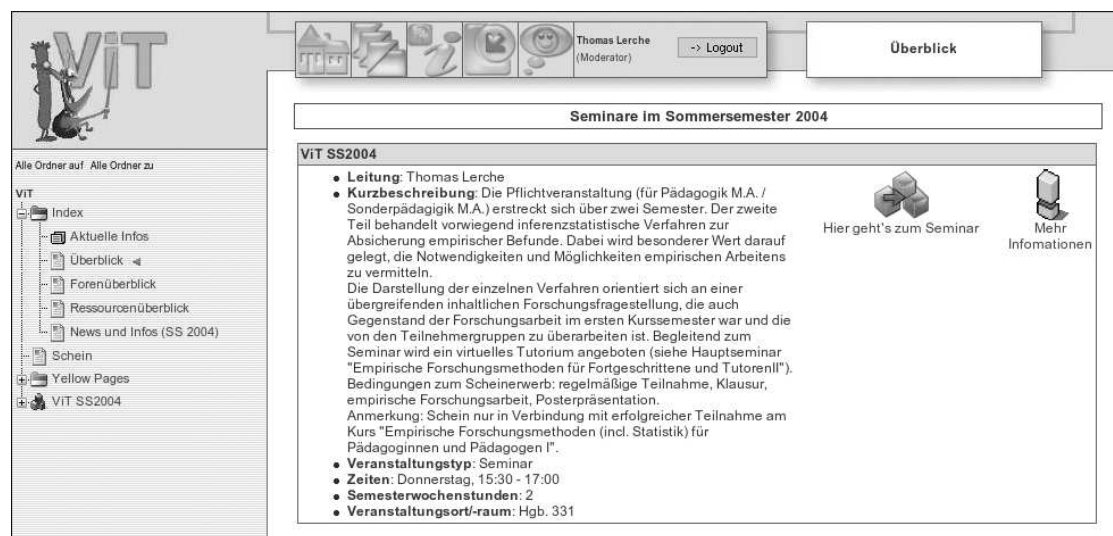 ViT
Thomas Lerche
(Moderator)
-> Logout
Überblick
Alle Ordner auf Alle Ordner zu
ViT
Index
Aktuelle Infos
Überblick
Forenüberblick
Ressourcenüberblick
News und Infos (SS 2004)
Schein
Yellow Pages
ViT SS2004
Seminare im Sommersemester 2004
ViT SS2004
Leitung: Thomas Lerche
Kurzbeschreibung: Die Pflichtveranstaltung (für Pädagogik M.A. /
Sonderpädagigik M.A.) erstreckt sich über zwei Semester. Der zweite
Teil behandelt vorwiegend inferenzstatistische Verfahren zur
Absicherung empirischer Befunde. Dabei wird besonderer Wert darauf
gelegt, die Notwendigkeiten und Möglichkeiten empirischen Arbeitens
zu vermitteln.
Die Darstellung der einzelnen Verfahren orientiert sich an einer
übergreifenden inhaltlichen Forschungsfragestellung, die auch
Gegenstand der Forschungsarbeit im ersten Kurssemester war und die
von den Teilnehmergruppen zu überarbeiten ist. Begleitend zum
Seminar wird ein virtuelles Tutorium angeboten (siehe Hauptseminar
"Empirische Forschungsmethoden für Fortgeschrittene und TutorenII").
Bedingungen zum Scheinerwerb: regelmäßige Teilnahme, Klausur,
empirische Forschungsarbeit, Posterpräsentation.
Anmerkung: Schein nur in Verbindung mit erfolgreicher Teilnahme am
Kurs "Empirische Forschungsmethoden (incl. Statistik) für
Pädagoginnen und Pädagogen I".
Veranstaltungstyp: Seminar
Zeiten: Donnerstag, 15:30 - 17:00
Semesterwochenstunden: 2
Veranstaltungsort/-raum: Hgb. 331
Hier geht's zum Seminar
Mehr
Infomationen